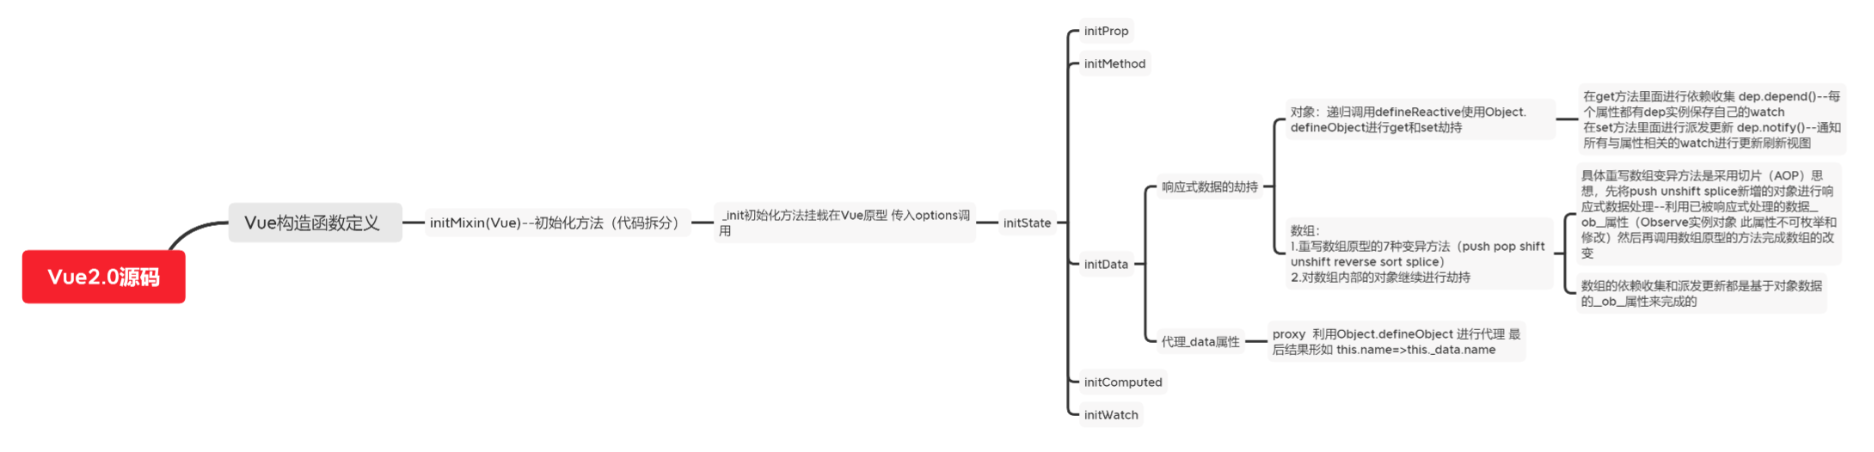 Vue2.0源码
Vue构造函数定义
initMixin(Vue)--初始化方法（代码拆分）
_init初始化方法挂载在Vue原型 传入options调
用
initState
initProp
initMethod
initData
响应式数据的劫持
对象：递归调用defineReactive使用Object.
defineObject进行get和set劫持
在get方法里面进行依赖收集 dep.depend()--每
个属性都有dep实例保存自己的watch
在set方法里面进行派发更新 dep.notify()--通知
所有与属性相关的watch进行更新刷新视图
数组：
1.重写数组原型的7种变异方法（push pop shift
unshift reverse sort splice）
2.对数组内部的对象继续进行劫持
具体重写数组变异方法是采用切片（AOP）思
想，先将push unshift splice新增的对象进行响
应式数据处理--利用已被响应式处理的数据__
ob__属性（Observe实例对象 此属性不可枚举和
修改）然后再调用数组原型的方法完成数组的改
变
数组的依赖收集和派发更新都是基于对象数据
的__ob__属性来完成的
代理_data属性
proxy 利用Object.defineObject 进行代理 最
后结果形如 this.name=>this._data.name
initComputed
initWatch